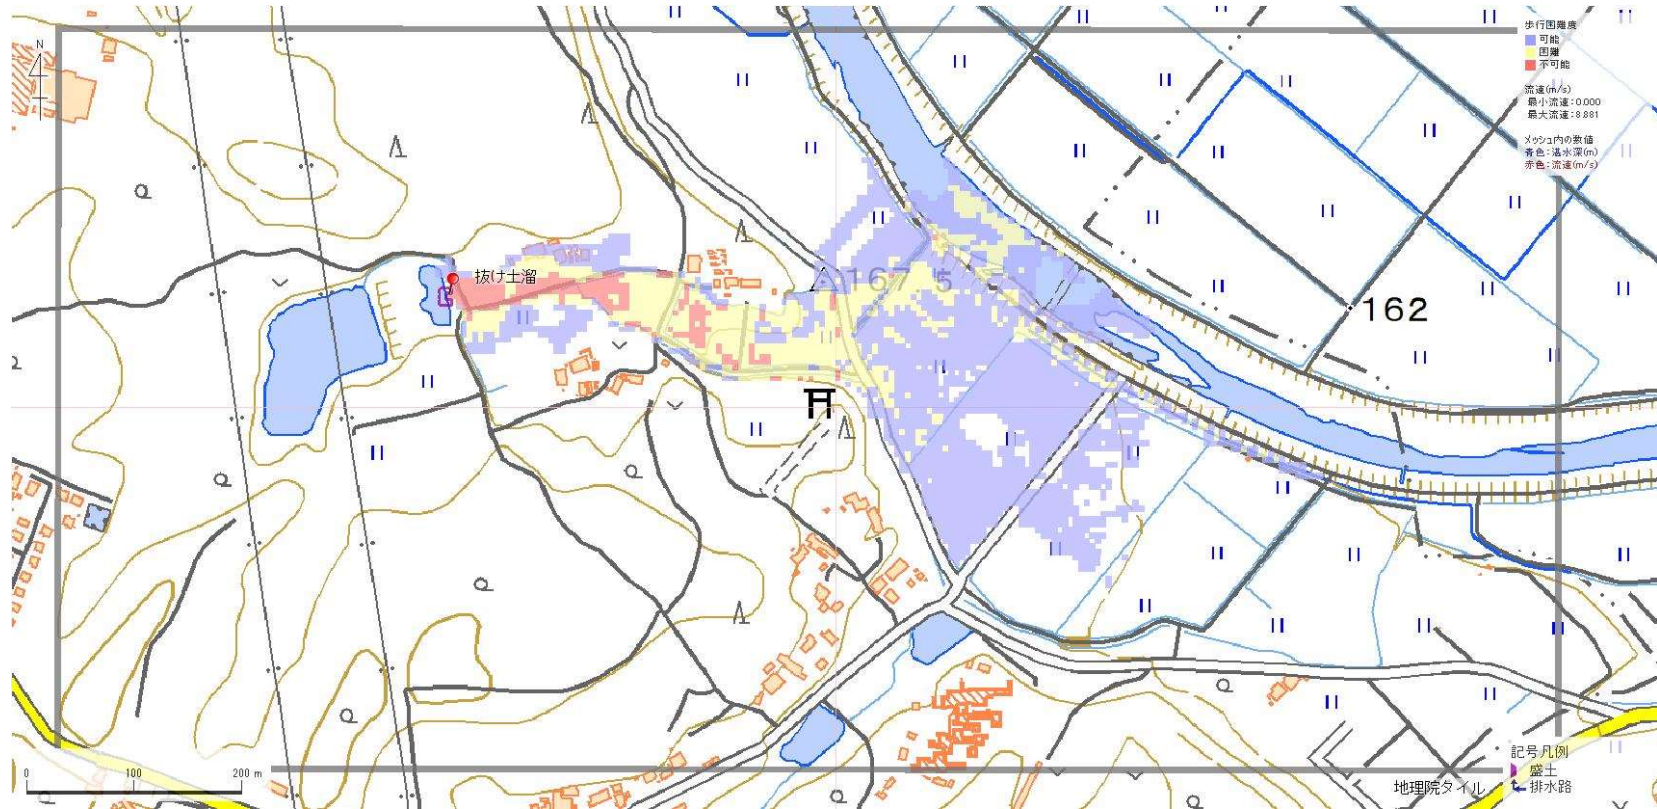 N
歩行困難度
可能
困難
不可能
流速(m/s)
最小流速:0.000
最大流速:8.881
メッシュ内の数値
青色:湛水深(m)
赤色:流速(m/s)
抜け土溜
167.5
162
0 100 200 m
記号凡例
盛土
排水路
地理院タイル